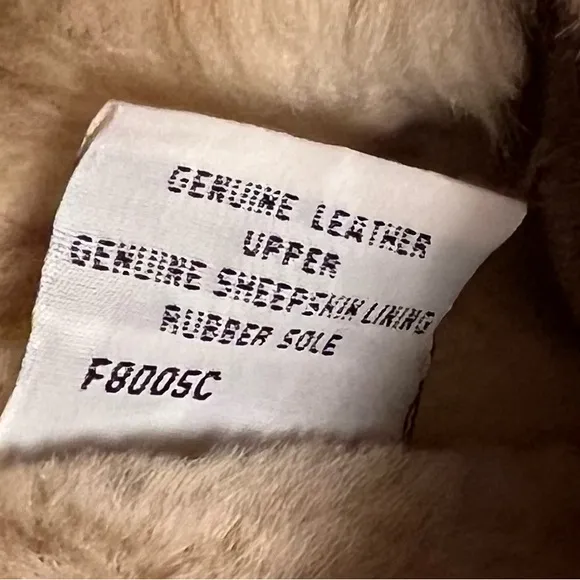 GENUINE LEATHER
UPPER
GENUINE SHEEPSKIN LINING
RUBBER SOLE
F8005C